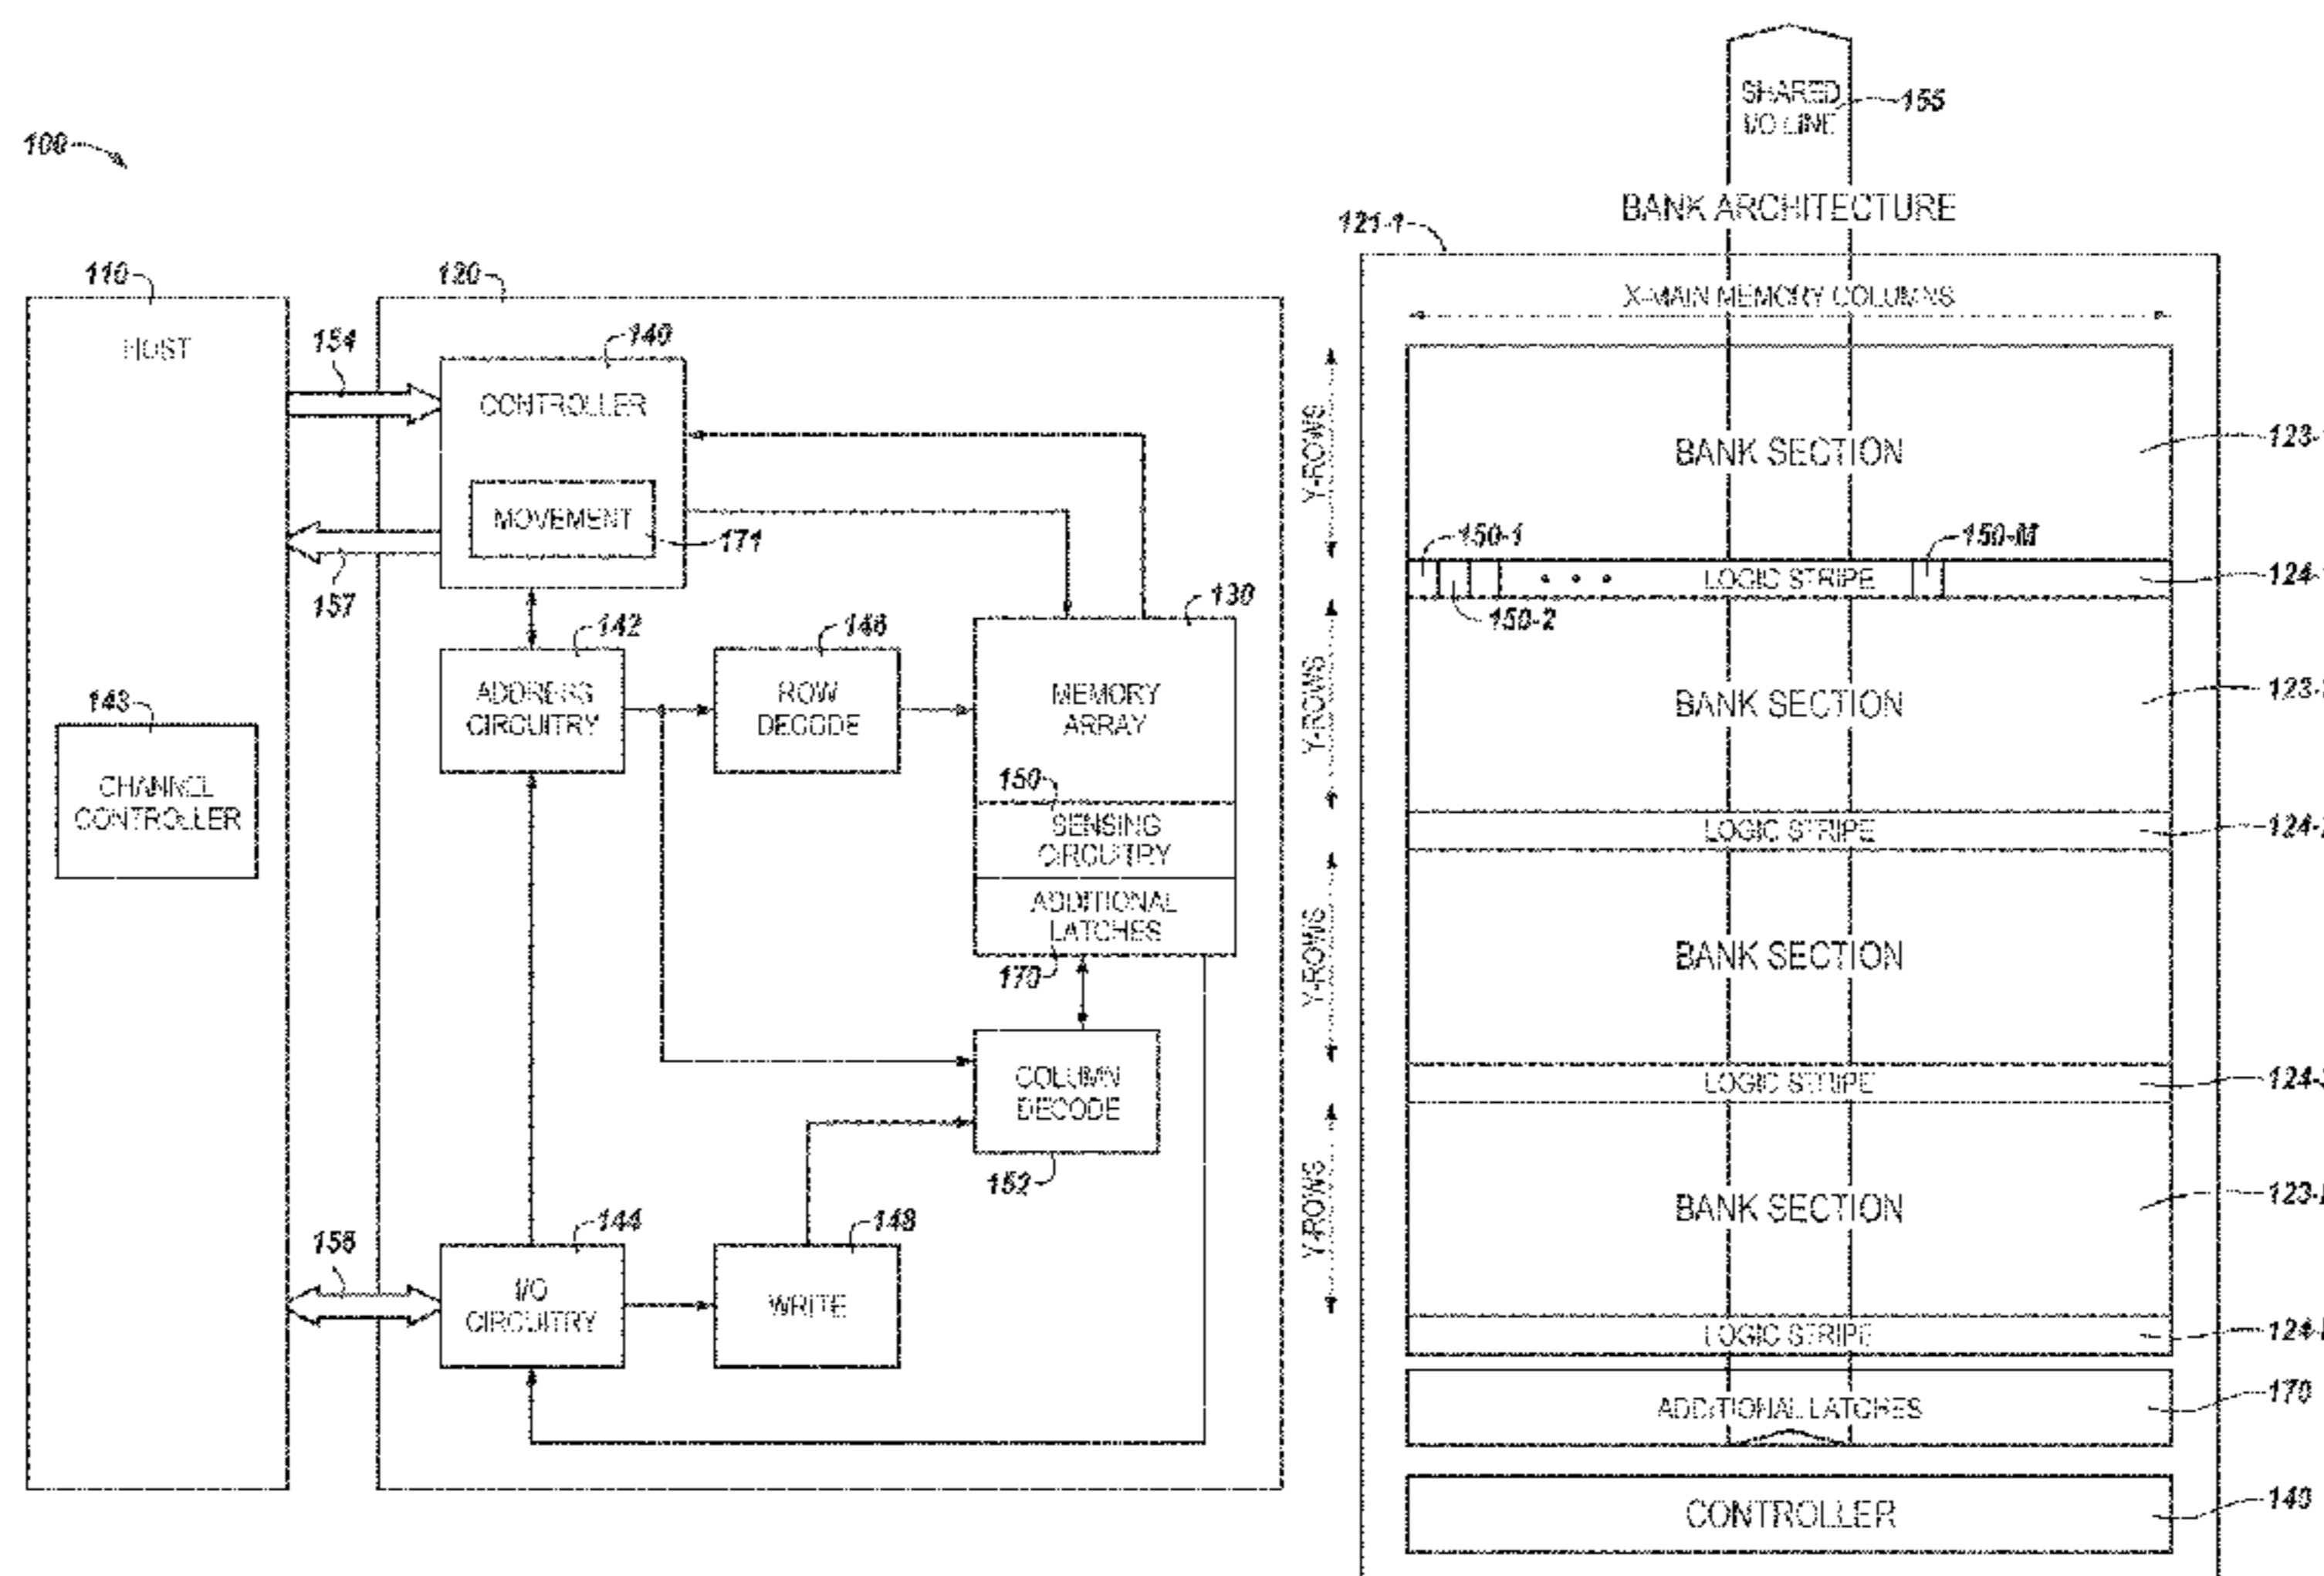 100
110
HOST
143
CHANNEL
CONTROLLER
154
157
156
120
140
CONTROLLER
MOVEMENT
171
142
ADDRESS
CIRCUITRY
146
ROW
DECODE
130
MEMORY
ARRAY
150
SENSING
CIRCUITRY
ADDITIONAL
LATCHES
170
COLUMN
DECODE
152
144
I/O
CIRCUITRY
148
WRITE
SHARED
I/O LINE
155
BANK ARCHITECTURE
121-1
X-MAIN MEMORY COLUMNS
Y-ROWS
BANK SECTION
150-1
150-2
• • •
LOGIC STRIPE
150-M
Y-ROWS
BANK SECTION
LOGIC STRIPE
Y-ROWS
BANK SECTION
LOGIC STRIPE
Y-ROWS
BANK SECTION
LOGIC STRIPE
ADDITIONAL LATCHES
170
CONTROLLER
140